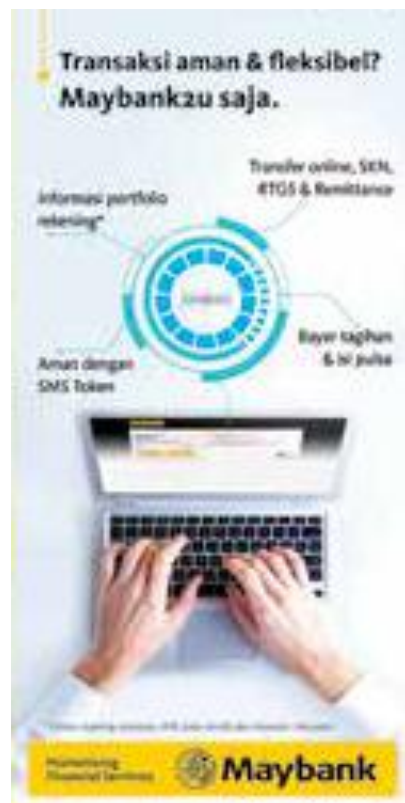 Transaksi aman & fleksibel?
Maybank2u saja.
Transfer online, SKN,
RTGS & Remittance
Informasi portfolio
rekening*
Bayar tagihan
& isi pulsa
Aman dengan
SMS Token
Humanising
Financial Services
Maybank